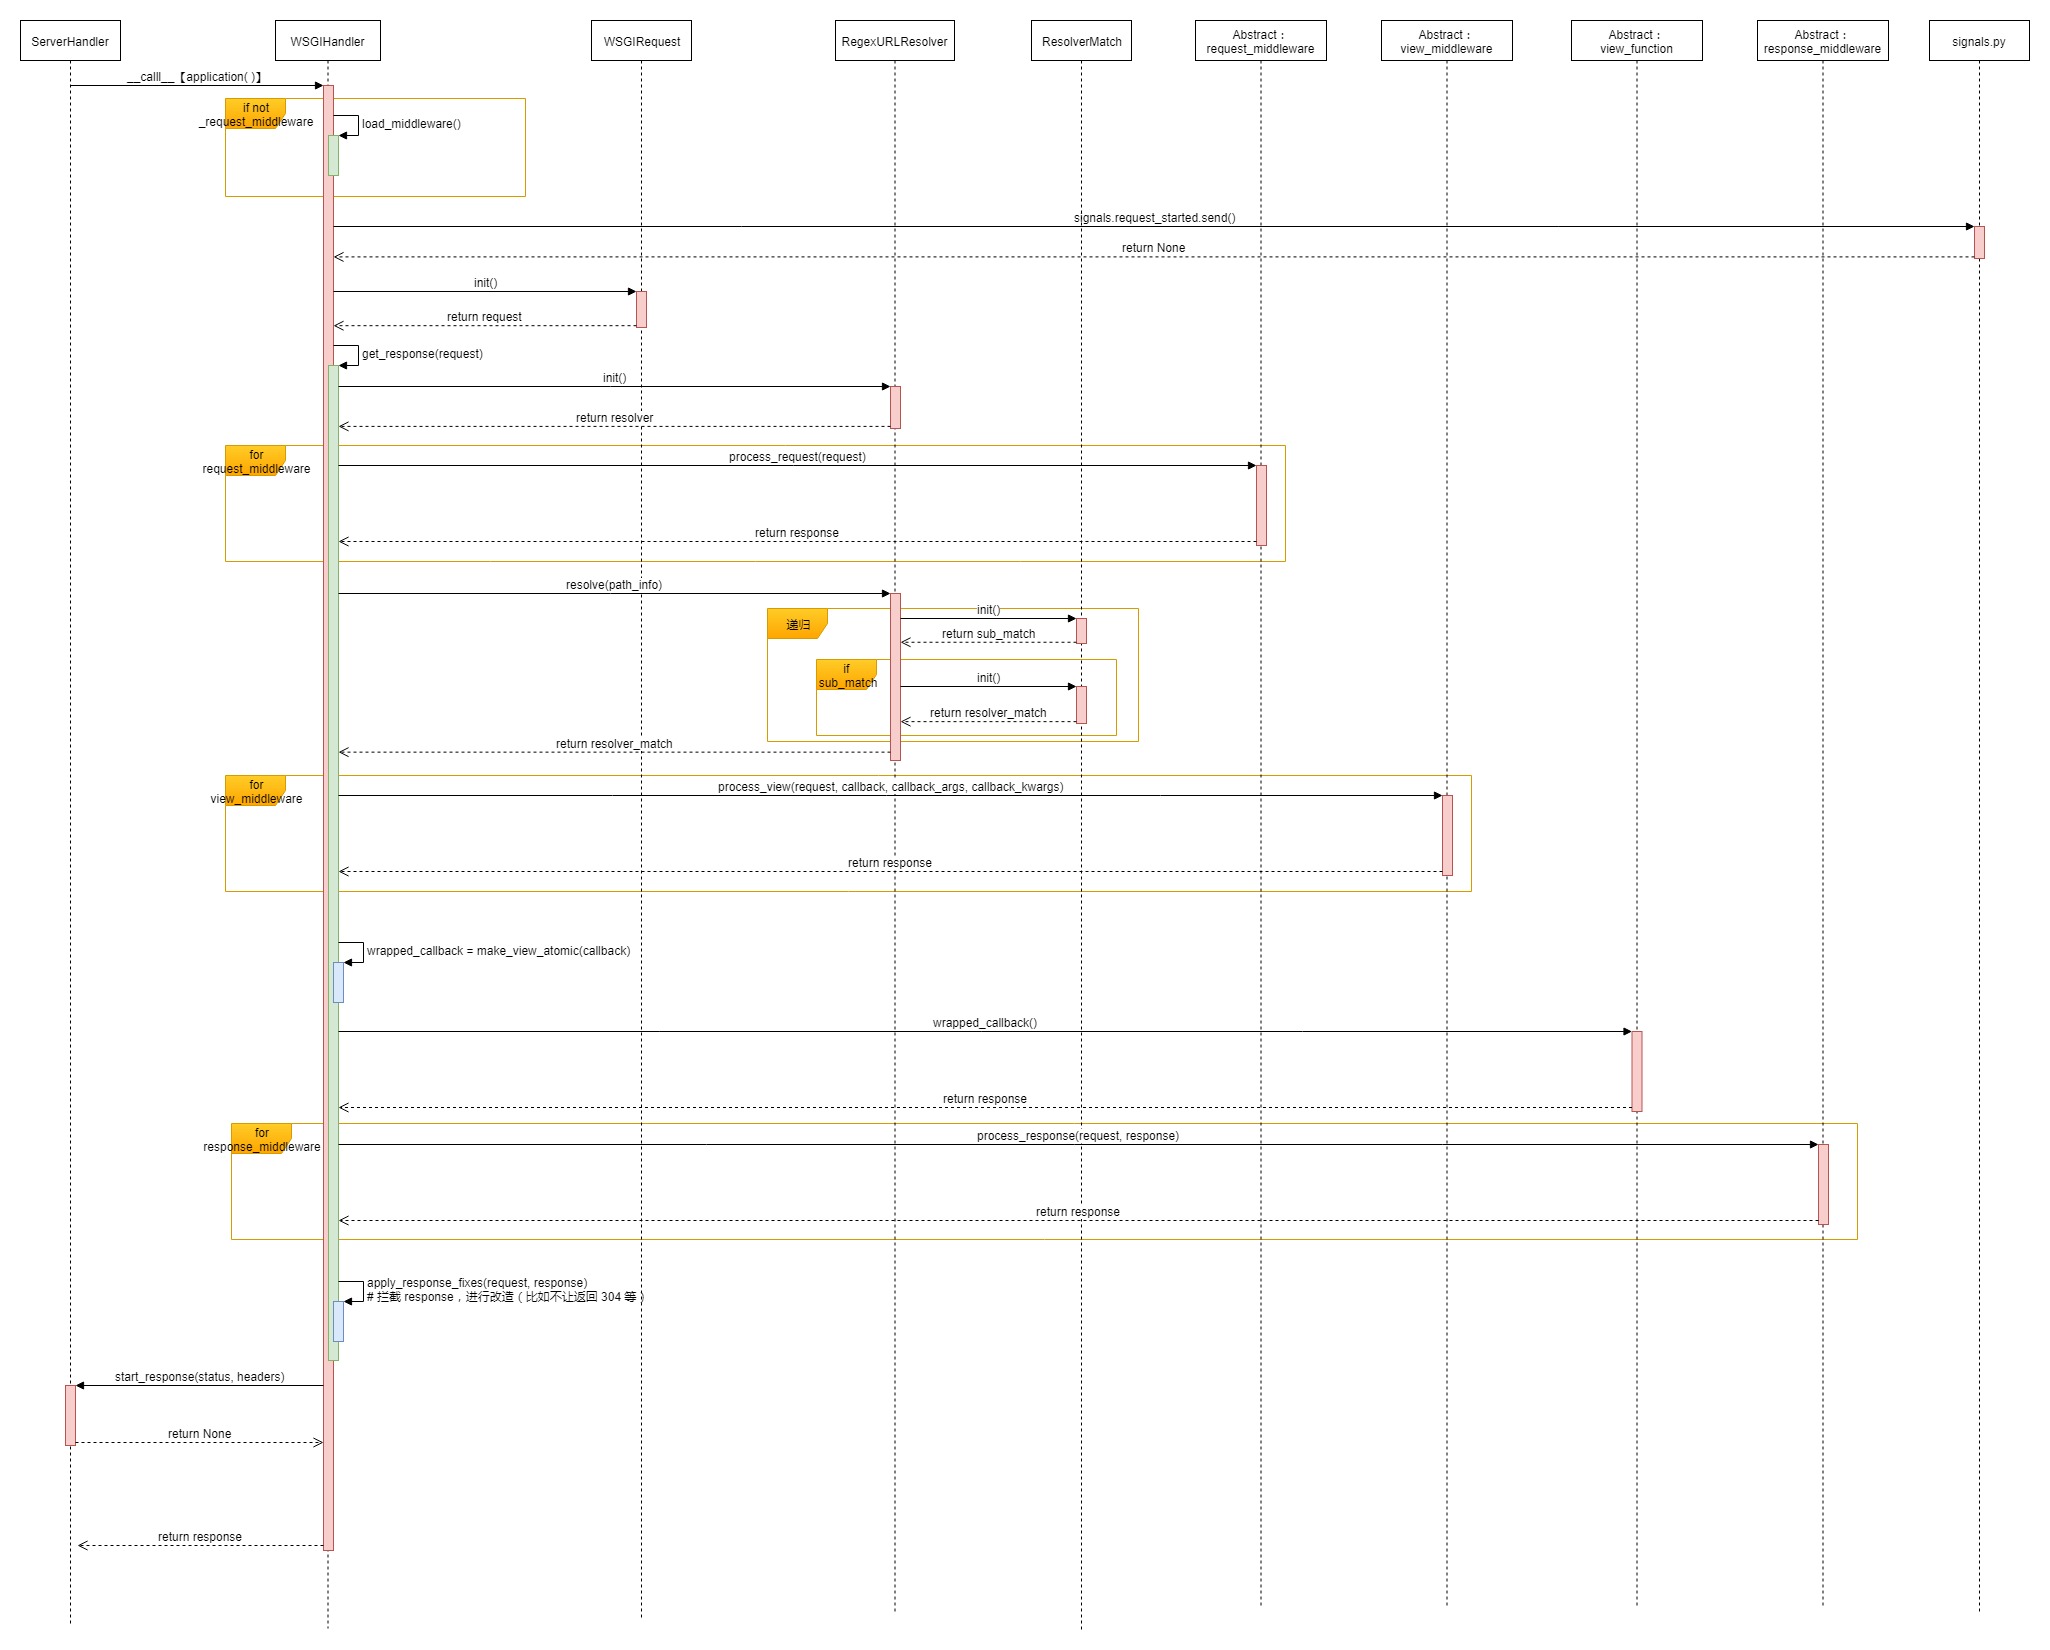 ServerHandler
WSGIHandler
WSGIRequest
RegexURLResolver
ResolverMatch
Abstract：
request_middleware
Abstract：
view_middleware
Abstract：
view_function
Abstract：
response_middleware
signals.py
__calll__【application( )】
if not
_request_middleware
load_middleware()
signals.request_started.send()
return None
init()
return request
get_response(request)
init()
return resolver
for
request_middleware
process_request(request)
return response
resolve(path_info)
递归
init()
return sub_match
if
sub_match
init()
return resolver_match
return resolver_match
for
view_middleware
process_view(request, callback, callback_args, callback_kwargs)
return response
wrapped_callback = make_view_atomic(callback)
wrapped_callback()
return response
for
response_middleware
process_response(request, response)
return response
apply_response_fixes(request, response)
# 拦截 response，进行改造（比如不让返回 304 等）
start_response(status, headers)
return None
return response